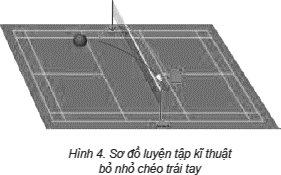 Hình 4. Sơ đồ luyện tập kĩ thuật
bỏ nhỏ chéo trái tay